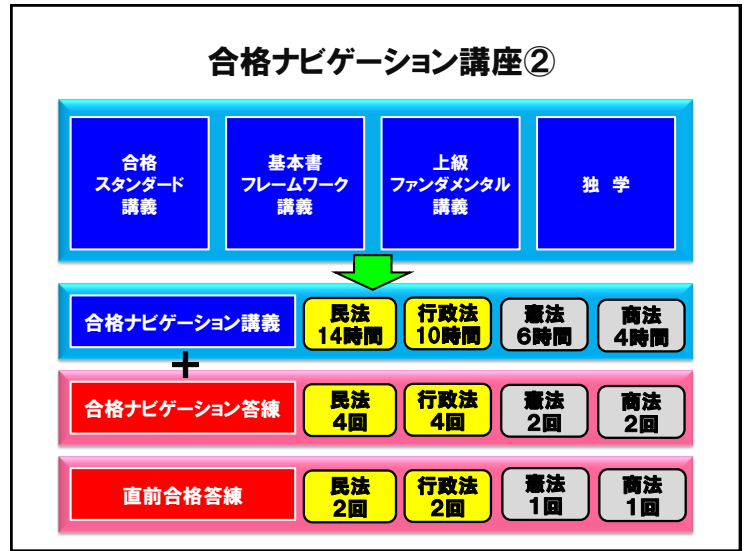 合格ナビゲーション講座②
合格
スタンダード
講義
基本書
フレームワーク
講義
上級
ファンダメンタル
講義
独 学
合格ナビゲーション講義
民法
14時間
行政法
10時間
憲法
6時間
商法
4時間
+
合格ナビゲーション答練
民法
4回
行政法
4回
憲法
2回
商法
2回
直前合格答練
民法
2回
行政法
2回
憲法
1回
商法
1回